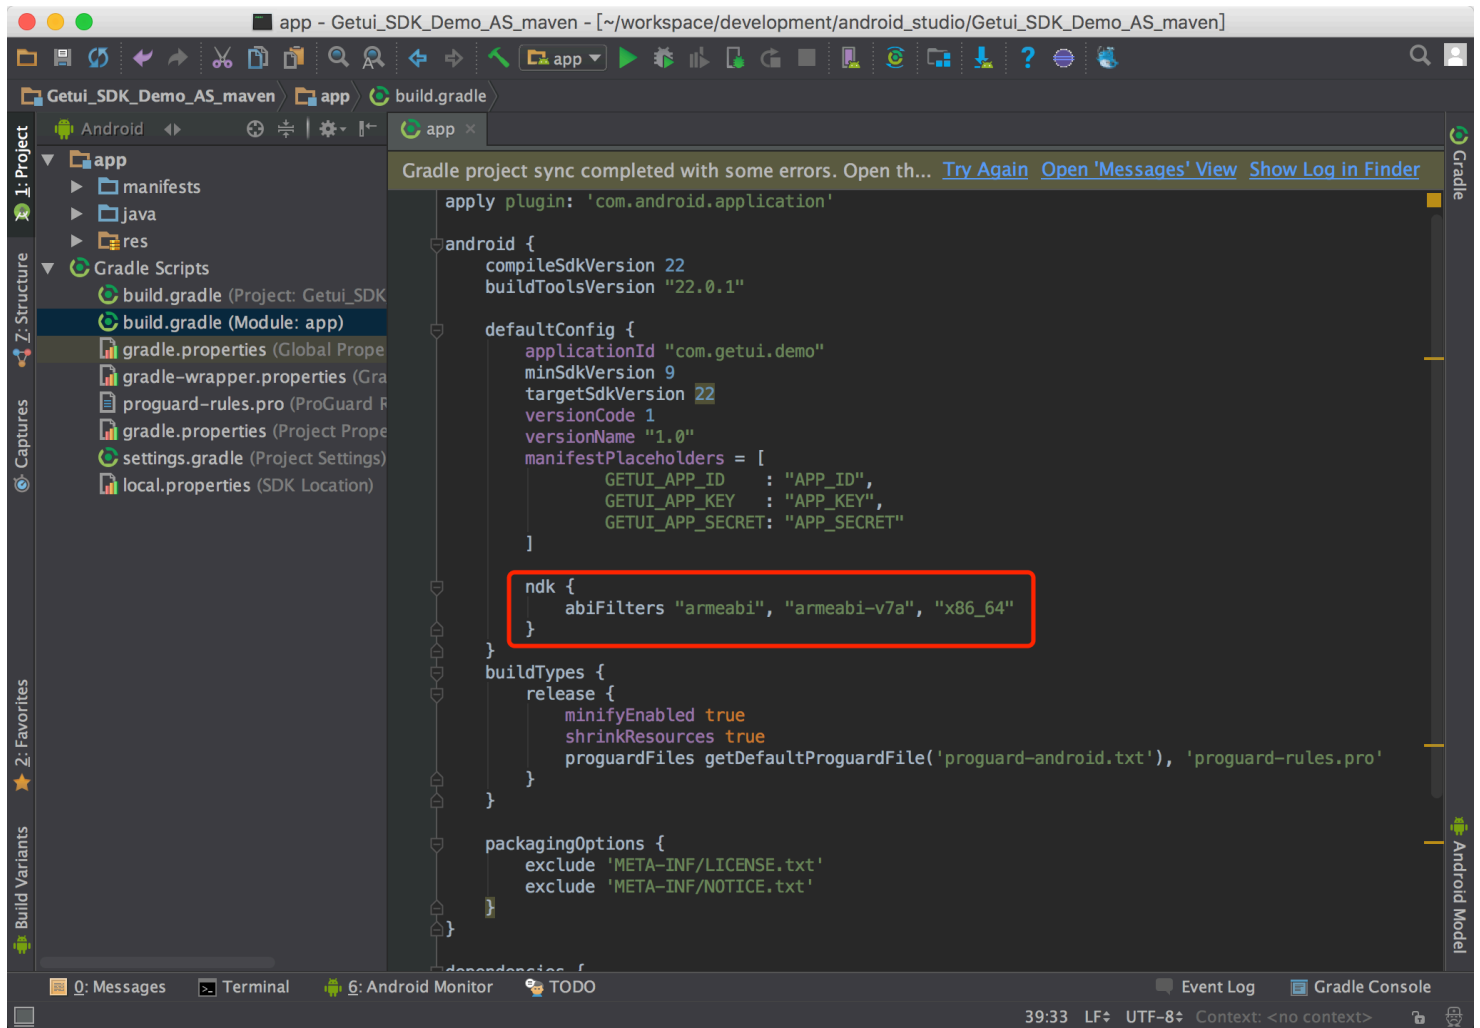 app - Getui_SDK_Demo_AS_maven - [~/workspace/development/android_studio/Getui_SDK_Demo_AS_maven]
app
Getui_SDK_Demo_AS_maven app build.gradle
1: Project
Z: Structure
Captures
2: Favorites
Build Variants
Android
app
manifests
java
res
Gradle Scripts
build.gradle (Project: Getui_SDK
build.gradle (Module: app)
gradle.properties (Global Prope
gradle-wrapper.properties (Gra
proguard-rules.pro (ProGuard R
gradle.properties (Project Prope
settings.gradle (Project Settings)
local.properties (SDK Location)
app
Gradle project sync completed with some errors. Open th... Try Again Open 'Messages' View Show Log in Finder
apply plugin: 'com.android.application'
android {
compileSdkVersion 22
buildToolsVersion "22.0.1"
defaultConfig {
applicationId "com.getui.demo"
minSdkVersion 9
targetSdkVersion 22
versionCode 1
versionName "1.0"
manifestPlaceholders = [
GETUI_APP_ID : "APP_ID",
GETUI_APP_KEY : "APP_KEY",
GETUI_APP_SECRET: "APP_SECRET"
]
ndk {
abiFilters "armeabi", "armeabi-v7a", "x86_64"
}
}
buildTypes {
release {
minifyEnabled true
shrinkResources true
proguardFiles getDefaultProguardFile('proguard-android.txt'), 'proguard-rules.pro'
}
}
packagingOptions {
exclude 'META-INF/LICENSE.txt'
exclude 'META-INF/NOTICE.txt'
}
}
dependencies {
Gradle
Android Model
0: Messages Terminal 6: Android Monitor TODO Event Log Gradle Console
39:33 LF UTF-8 Context: <no context>